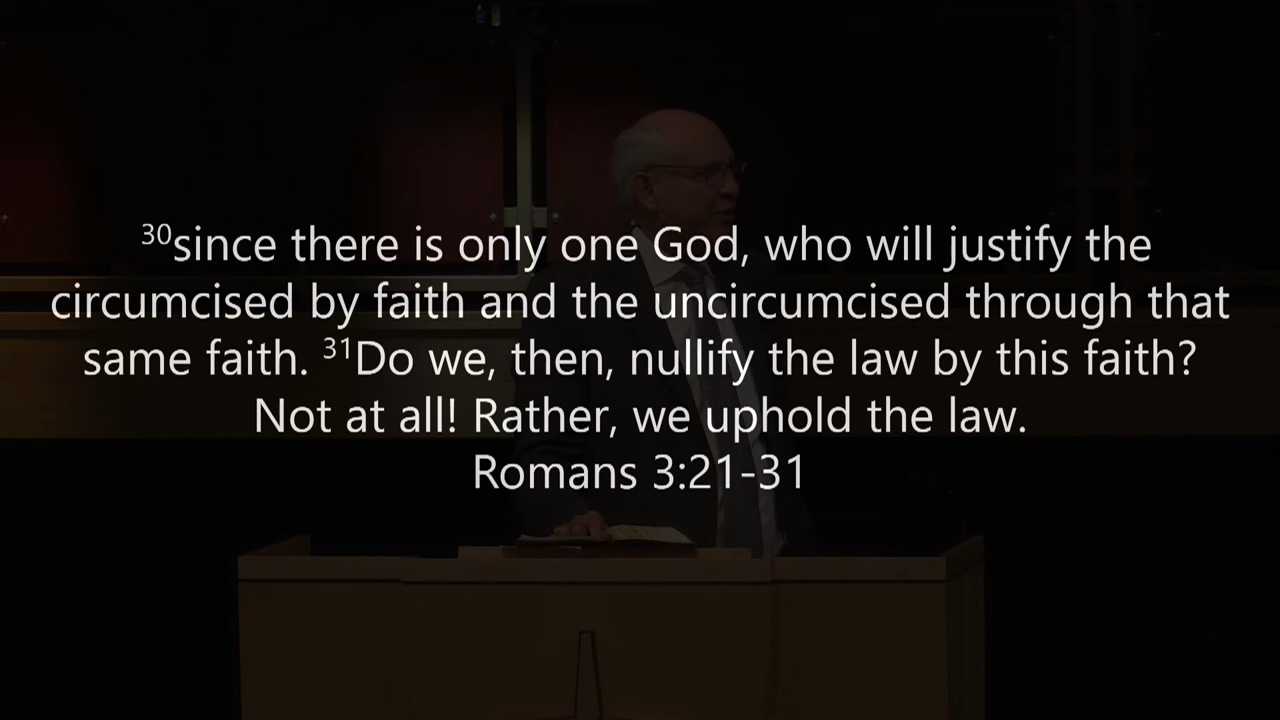 ³⁰since there is only one God, who will justify the
circumcised by faith and the uncircumcised through that
same faith. ³¹Do we, then, nullify the law by this faith?
Not at all! Rather, we uphold the law.
Romans 3:21-31